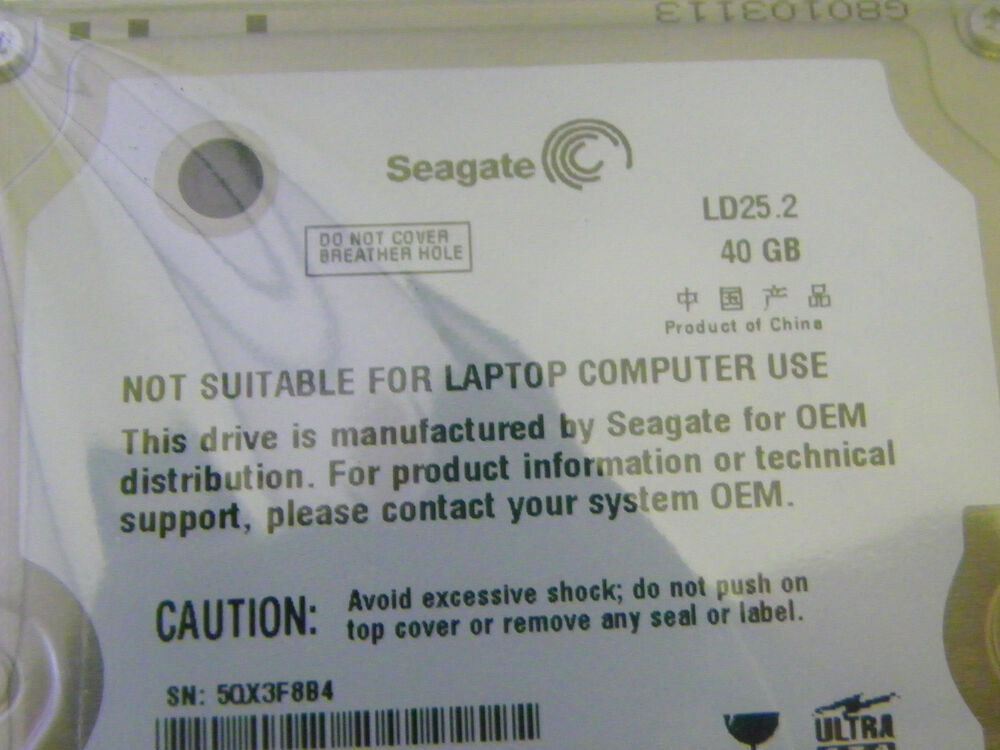 G80103113
Seagate
LD25.2
40 GB
DO NOT COVER
BREATHER HOLE
中国产品
Product of China
NOT SUITABLE FOR LAPTOP COMPUTER USE
This drive is manufactured by Seagate for OEM
distribution. For product information or technical
support, please contact your system OEM.
CAUTION: Avoid excessive shock; do not push on
top cover or remove any seal or label.
SN: 5QX3F8B4
ULTRA